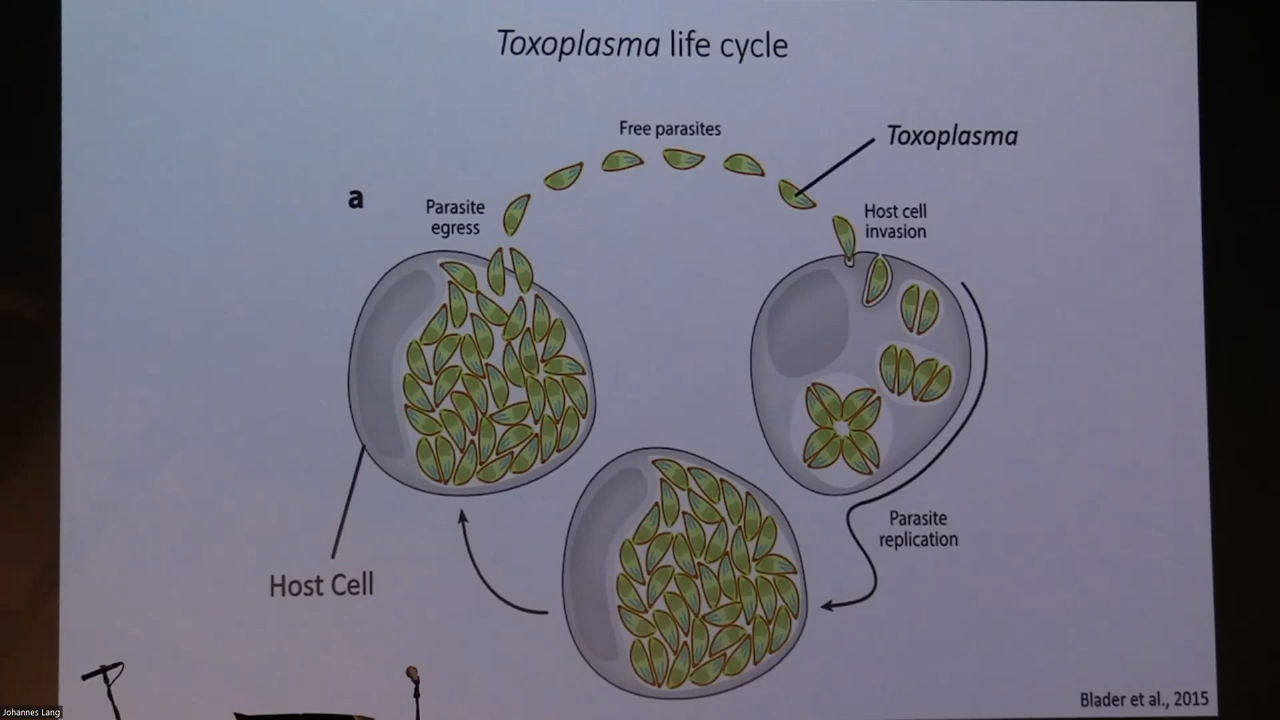 Toxoplasma life cycle
Free parasites
Toxoplasma
a
Parasite
egress
Host cell
invasion
Parasite
replication
Host Cell
Blader et al., 2015
Johannes Lang